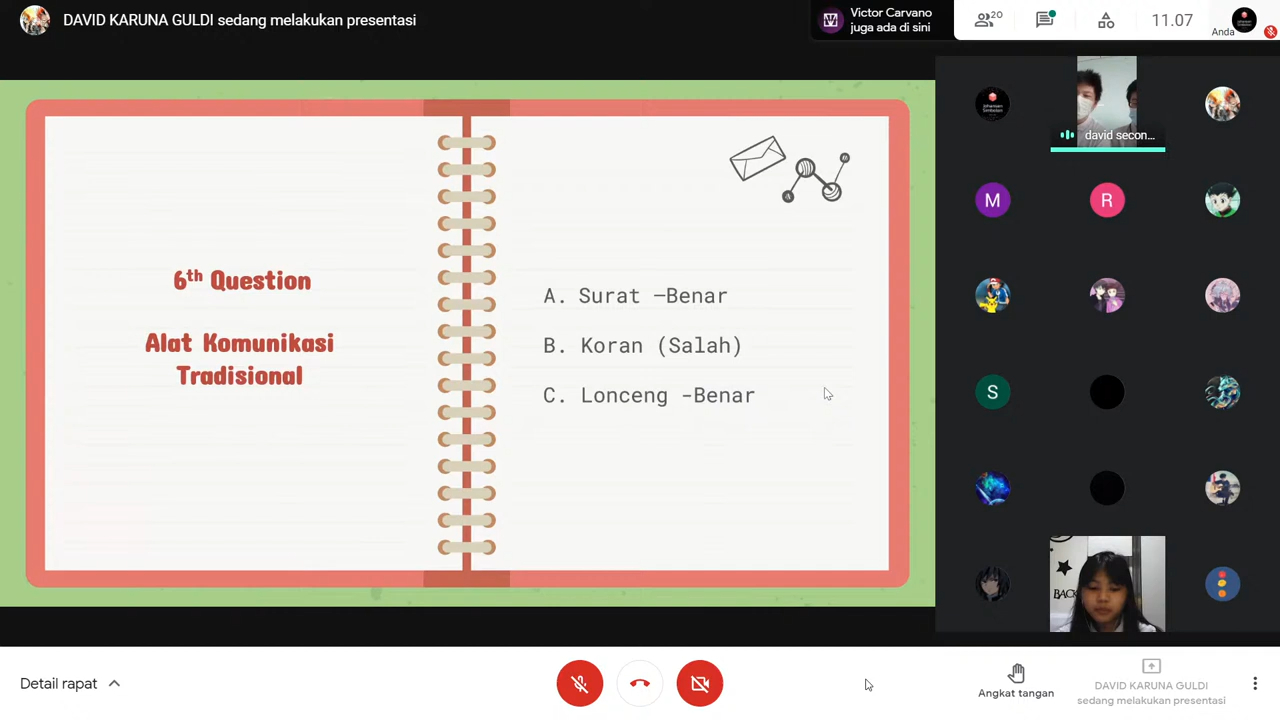 DAVID KARUNA GULDI sedang melakukan presentasi
Victor Carvano
juga ada di sini
20
11.07
Anda
6th Question
Alat Komunikasi
Tradisional
A. Surat –Benar
B. Koran (Salah)
C. Lonceng -Benar
A
B
david secon...
M
R
S
BACK
Detail rapat
Angkat tangan
DAVID KARUNA GULDI
sedang melakukan presentasi